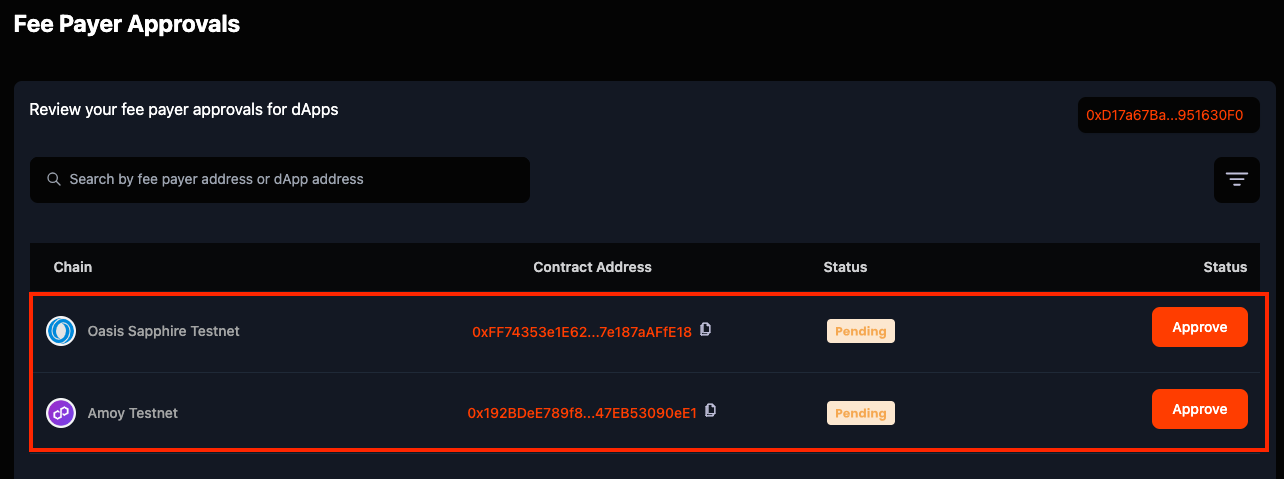 Fee Payer Approvals
Review your fee payer approvals for dApps
0xD17a67Ba...951630F0
Search by fee payer address or dApp address
Chain Contract Address Status Status
Oasis Sapphire Testnet 0xFF74353e1E62...7e187aAFfE18 Pending Approve
Amoy Testnet 0x192BDeE789f8...47EB53090eE1 Pending Approve